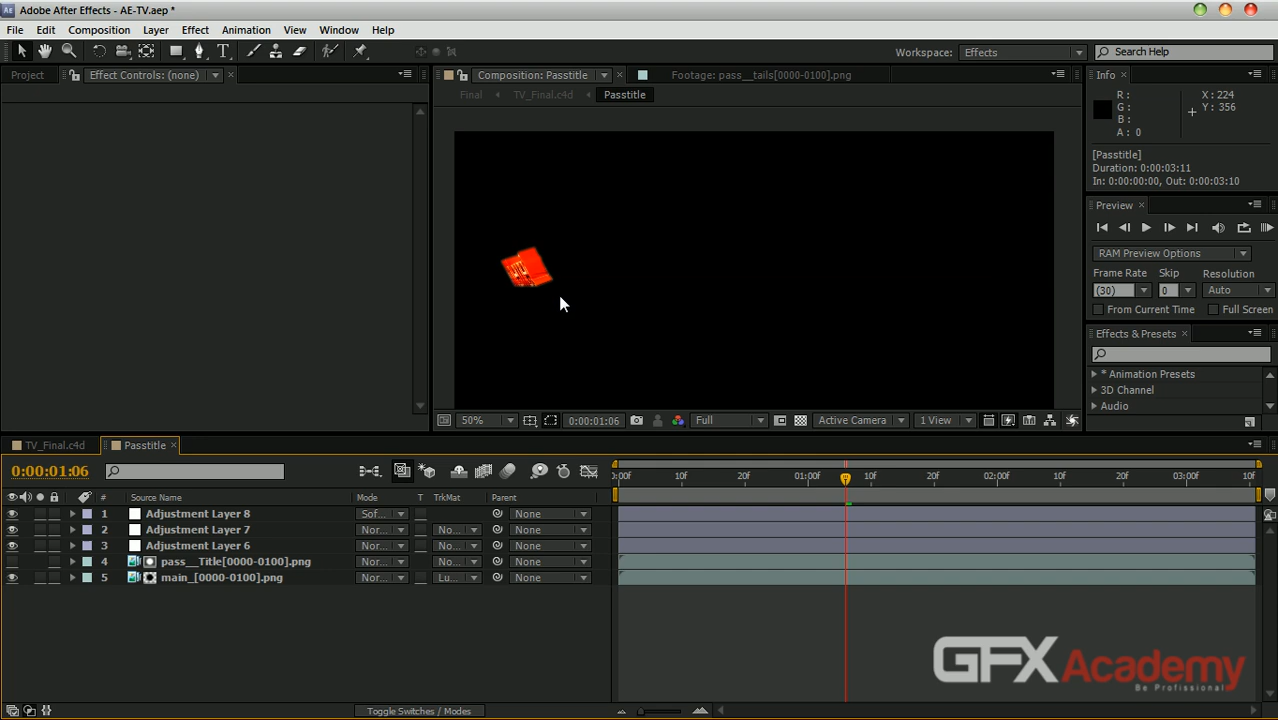 Adobe After Effects - AE-TV.aep *
File Edit Composition Layer Effect Animation View Window Help
Workspace: Effects Search Help
Project Effect Controls: (none) Composition: Passtitle Footage: pass__tails[0000-0100].png Info
Final TV_Final.c4d Passtitle
R: X: 224
G: Y: 356
B:
A: 0
[Passtitle]
Duration: 0:00:03:11
In: 0:00:00:00, Out: 0:00:03:10
Preview
RAM Preview Options
Frame Rate Skip Resolution
(30) 0 Auto
From Current Time Full Screen
Effects & Presets
* Animation Presets
3D Channel
Audio
50% 0:00:01:06 Full Active Camera 1 View
TV_Final.c4d Passtitle
0:00:01:06 0:00f 10f 20f 01:00f 10f 20f 02:00f 10f 20f 03:00f 10f
# Source Name Mode T TrkMat Parent
1 Adjustment Layer 8 Sof... None
2 Adjustment Layer 7 Nor... No... None
3 Adjustment Layer 6 Nor... No... None
4 pass__Title[0000-0100].png Nor... No... None
5 main_[0000-0100].png Nor... Lu... None
GFX Academy
Be Profissional
Toggle Switches / Modes